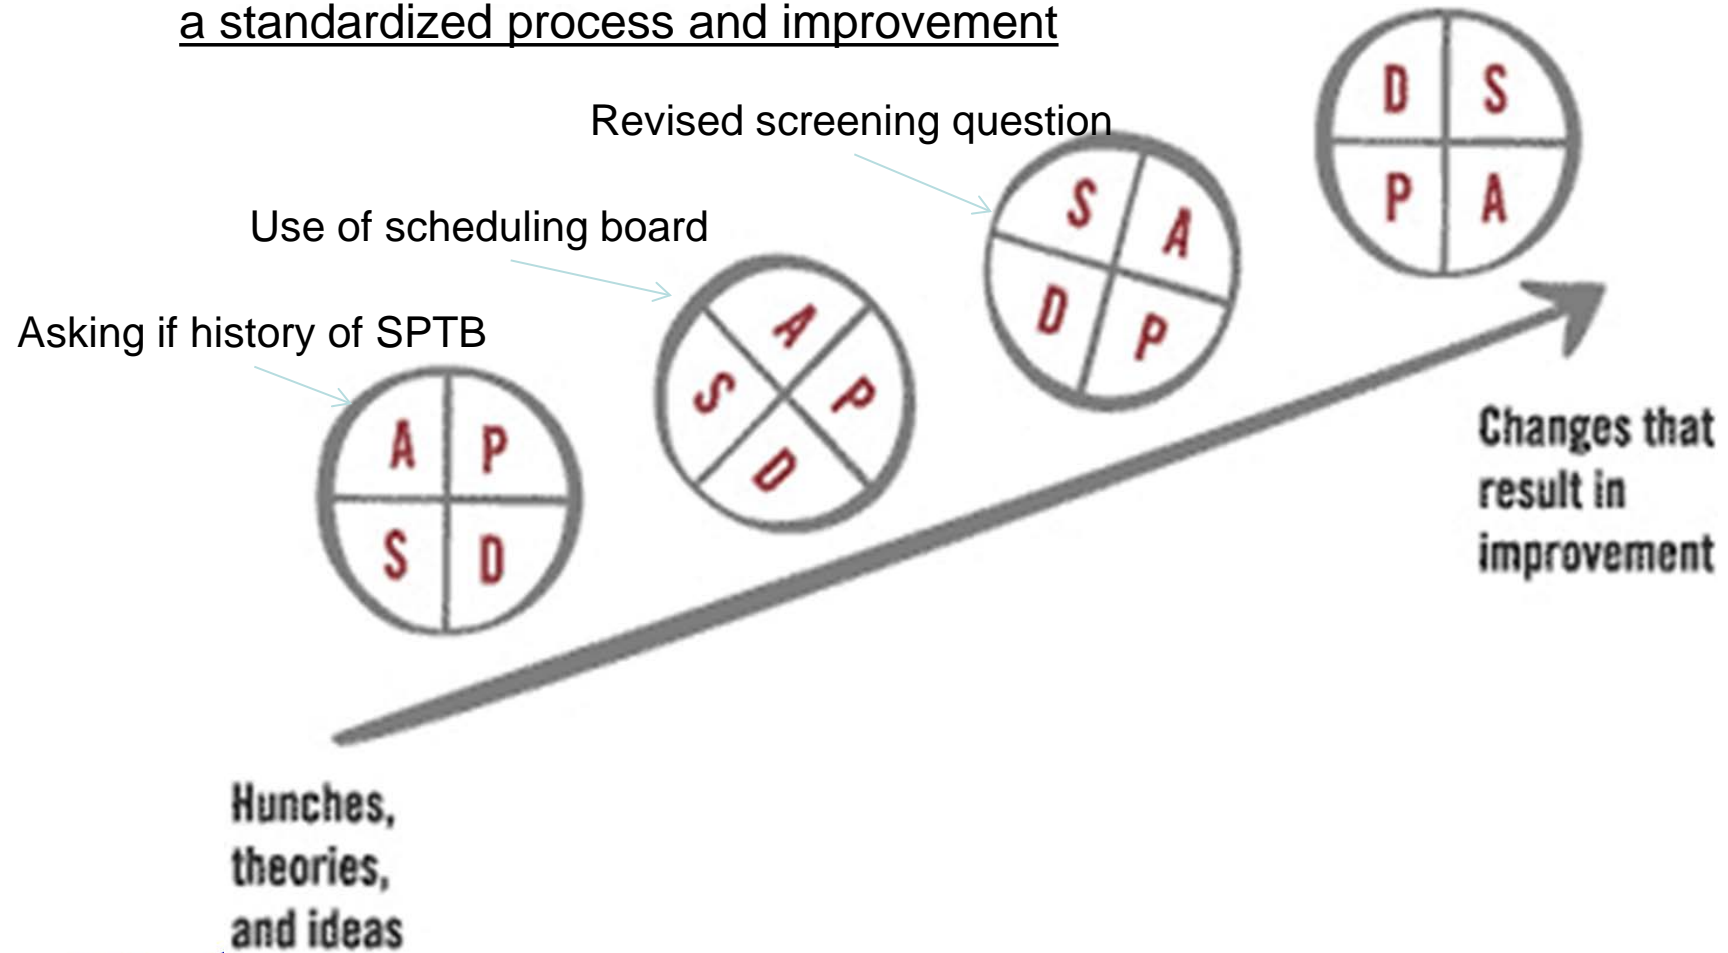 a standardized process and improvement
Revised screening question
Use of scheduling board
Asking if history of SPTB
D S
P A
S A
D P
A
S P
D
A P
S D
Changes that
result in
improvement
Hunches,
theories,
and ideas